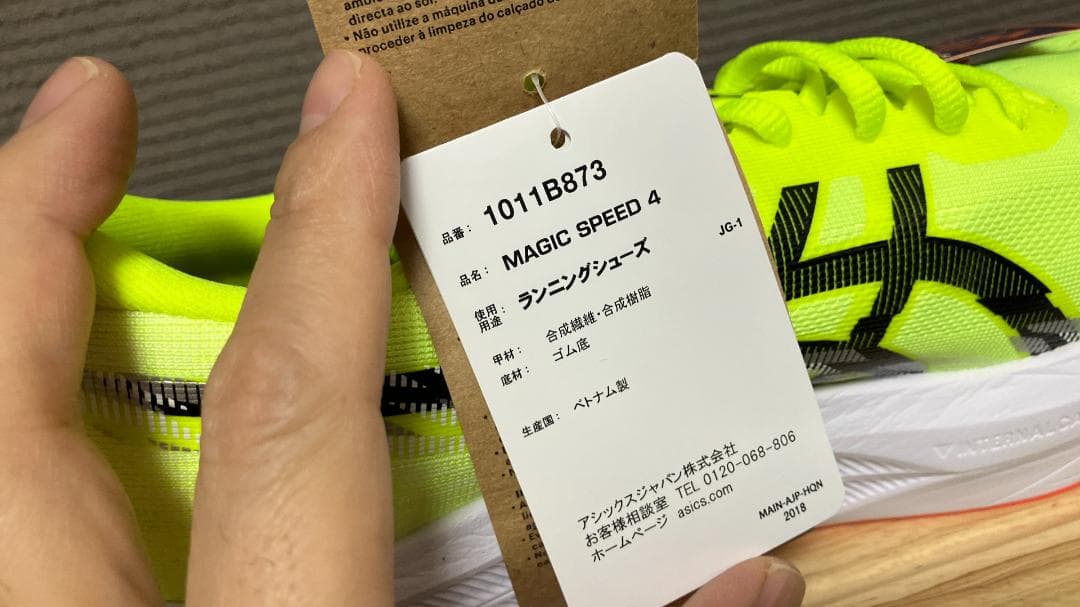 directa ao sol.
• Não utilize a máquina de
proceder à limpeza do calçado
品番： 1011B873
品名： MAGIC SPEED 4
JG-1
使用： ランニングシューズ
用途
甲材： 合成繊維・合成樹脂
底材： ゴム底
生産国： ベトナム製
アシックスジャパン株式会社
お客様相談室 TEL 0120-068-806
ホームページ asics.com
MAIN-AJP-HQN
2018